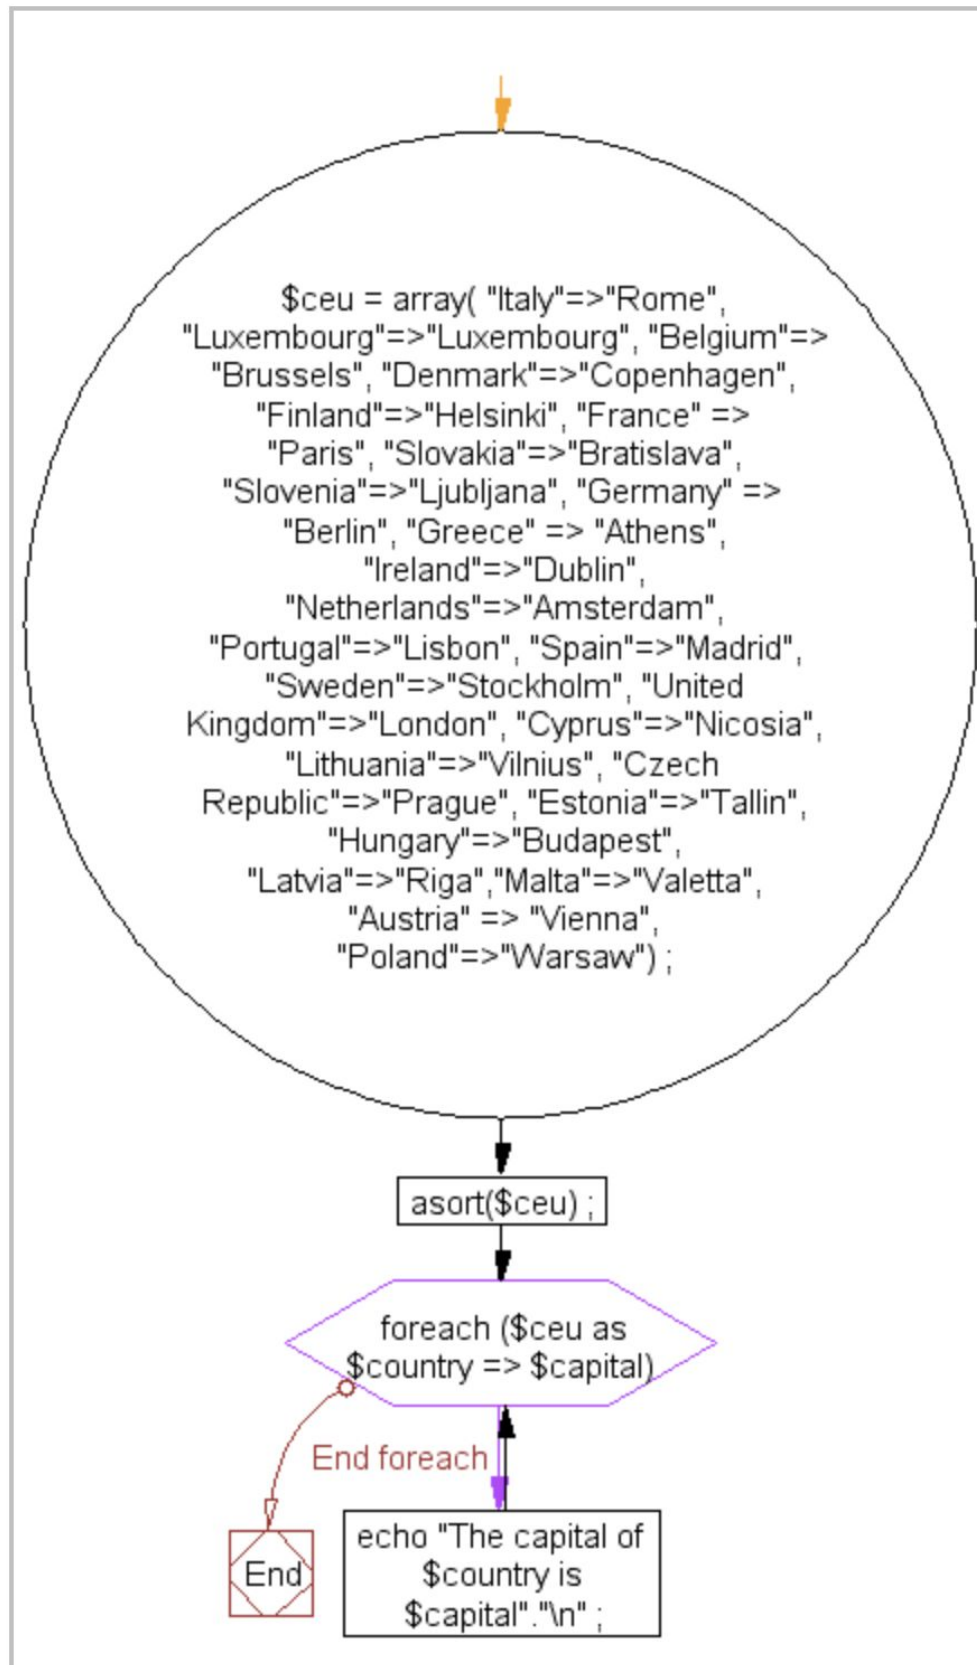 $ceu = array( "Italy"=>"Rome",
"Luxembourg"=>"Luxembourg", "Belgium"=>
"Brussels", "Denmark"=>"Copenhagen",
"Finland"=>"Helsinki", "France" =>
"Paris", "Slovakia"=>"Bratislava",
"Slovenia"=>"Ljubljana", "Germany" =>
"Berlin", "Greece" => "Athens",
"Ireland"=>"Dublin",
"Netherlands"=>"Amsterdam",
"Portugal"=>"Lisbon", "Spain"=>"Madrid",
"Sweden"=>"Stockholm", "United
Kingdom"=>"London", "Cyprus"=>"Nicosia",
"Lithuania"=>"Vilnius", "Czech
Republic"=>"Prague", "Estonia"=>"Tallin",
"Hungary"=>"Budapest",
"Latvia"=>"Riga","Malta"=>"Valetta",
"Austria" => "Vienna",
"Poland"=>"Warsaw") ;
asort($ceu) ;
foreach ($ceu as
$country => $capital)
End foreach
echo "The capital of
$country is
$capital"."\n" ;
End